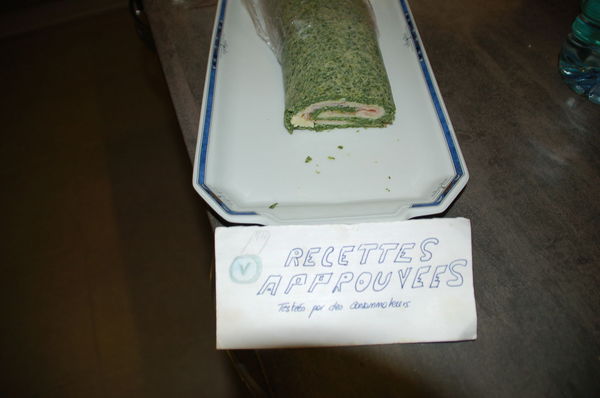 V
RECETTES
APPROUVEES
Testées par des consommateurs